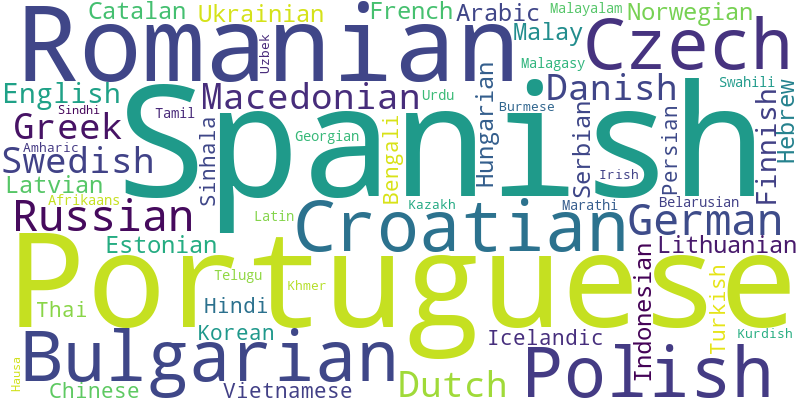 Catalan
Ukrainian
French
Arabic
Malayalam
Norwegian
Romanian
Uzbek
Malay
Czech
Malagasy
English
Macedonian
Urdu
Hungarian
Danish
Swahili
Hebrew
Sindhi
Tamil
Burmese
Finnish
Greek
Spanish
Georgian
Bengali
Serbian
Persian
Amharic
Swedish
Sinhala
Irish
Latvian
Afrikaans
Kazakh
Marathi
Belarusian
Russian
Latin
Croatian
German
Estonian
Lithuanian
Portuguese
Telugu
Khmer
Indonesian
Turkish
Thai
Hindi
Korean
Icelandic
Kurdish
Bulgarian
Polish
Hausa
Chinese
Vietnamese
Dutch